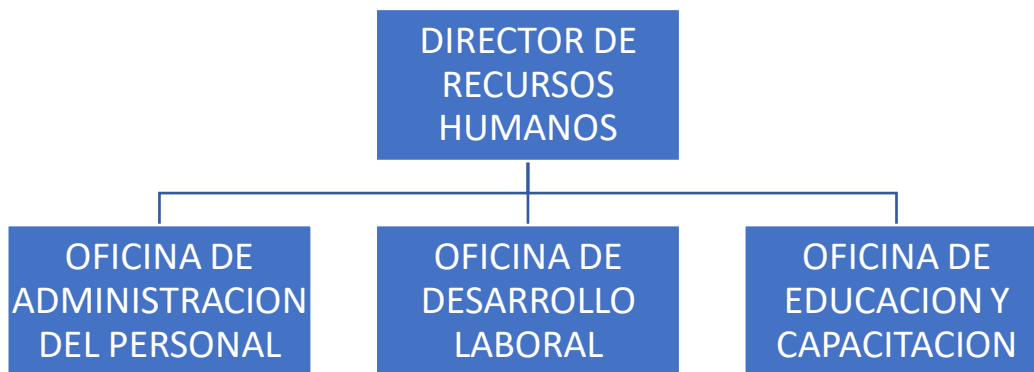 DIRECTOR DE
RECURSOS
HUMANOS
OFICINA DE
ADMINISTRACION
DEL PERSONAL
OFICINA DE
DESARROLLO
LABORAL
OFICINA DE
EDUCACION Y
CAPACITACION